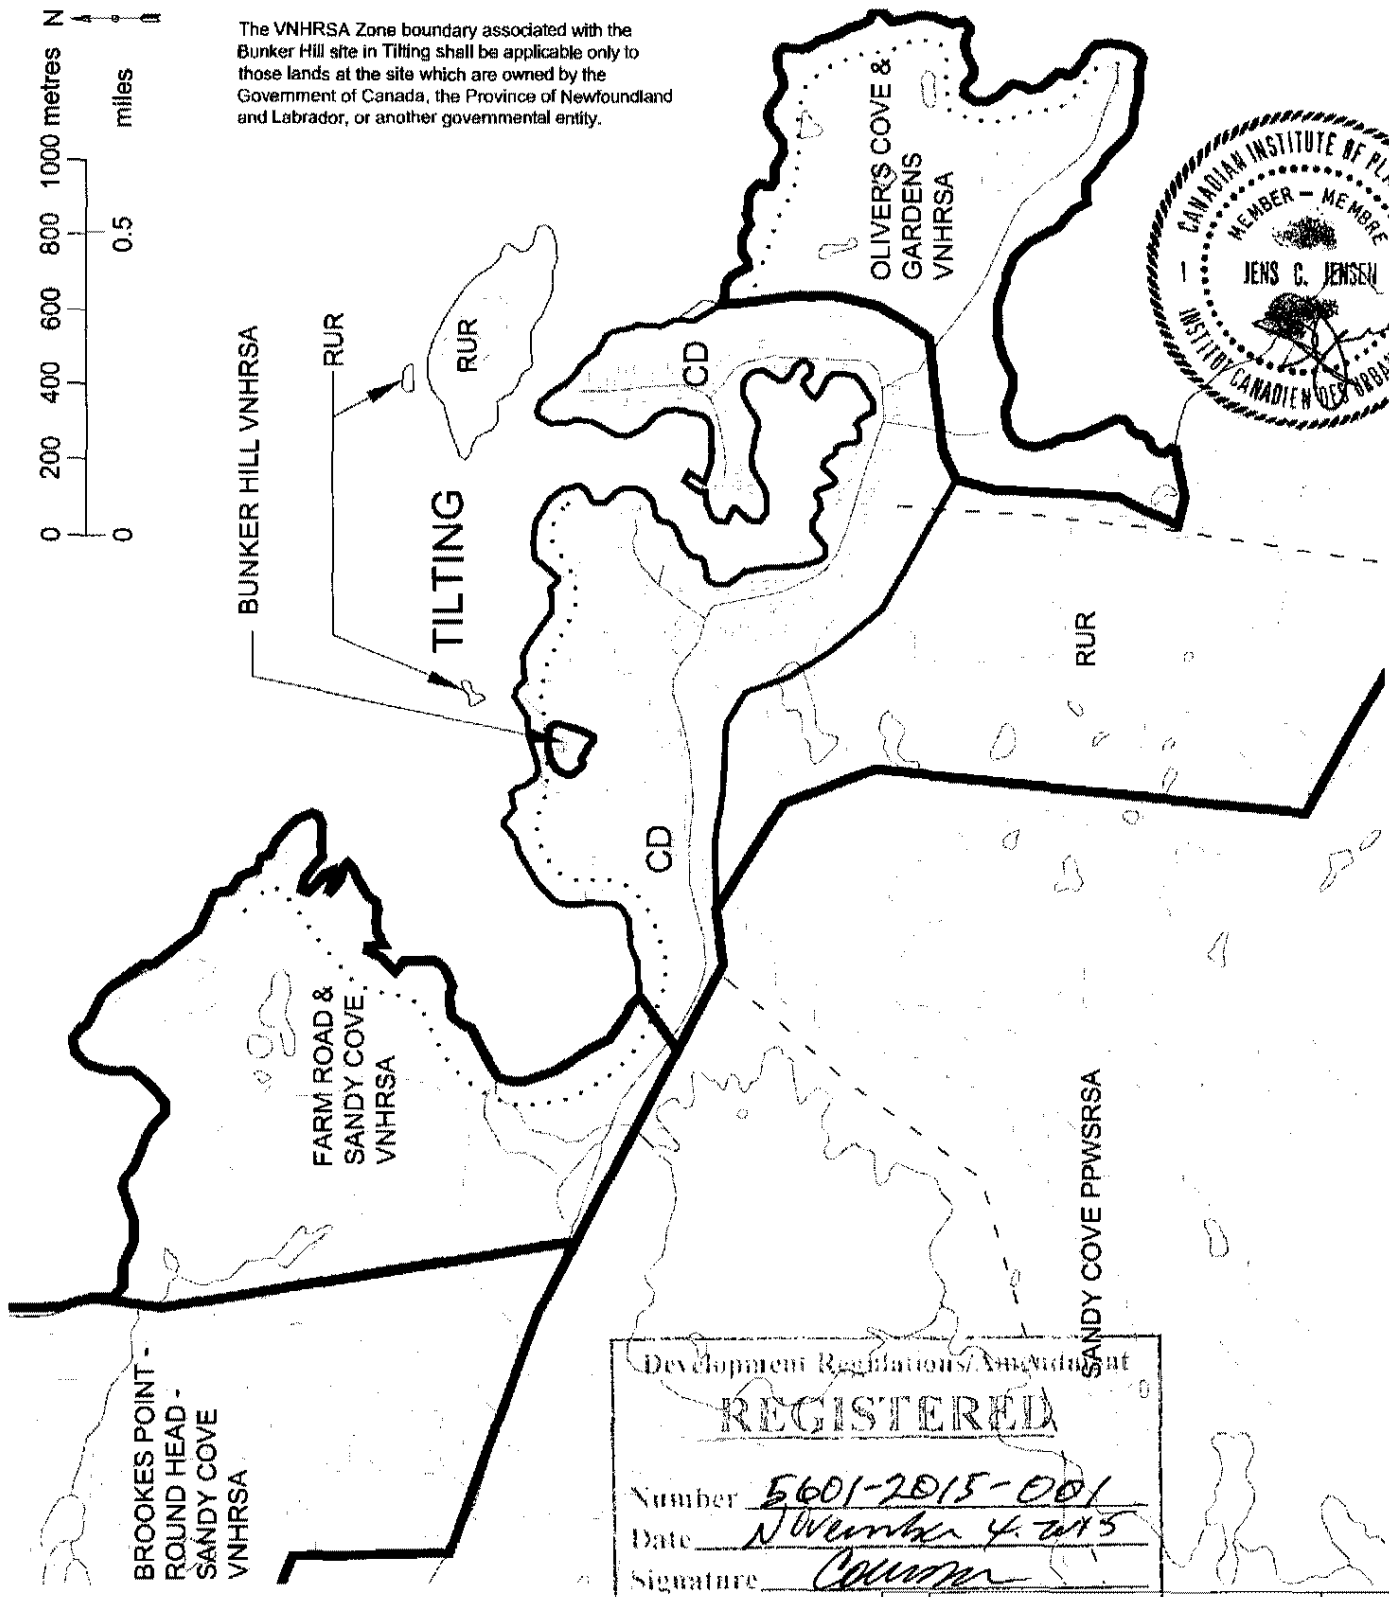 The VNHRSA Zone boundary associated with the
Bunker Hill site in Tilting shall be applicable only to
those lands at the site which are owned by the
Government of Canada, the Province of Newfoundland
and Labrador, or another governmental entity.
N
0 200 400 600 800 1000 metres
0 0.5 miles
BUNKER HILL VNHRSA
RUR
RUR
TILTING
OLIVER'S COVE &
GARDENS
VNHRSA
CD
CD
RUR
FARM ROAD &
SANDY COVE
VNHRSA
BROOKES POINT -
ROUND HEAD -
SANDY COVE
VNHRSA
SANDY COVE PPWSRSA
CANADIAN INSTITUTE OF
MEMBER - MEMBRE
JENS C. JENSEN
INSTITUT CANADIEN DES
Development Regulations/Amendment
REGISTERED
Number 5601-2015-001
Date November 4. 2015
Signature